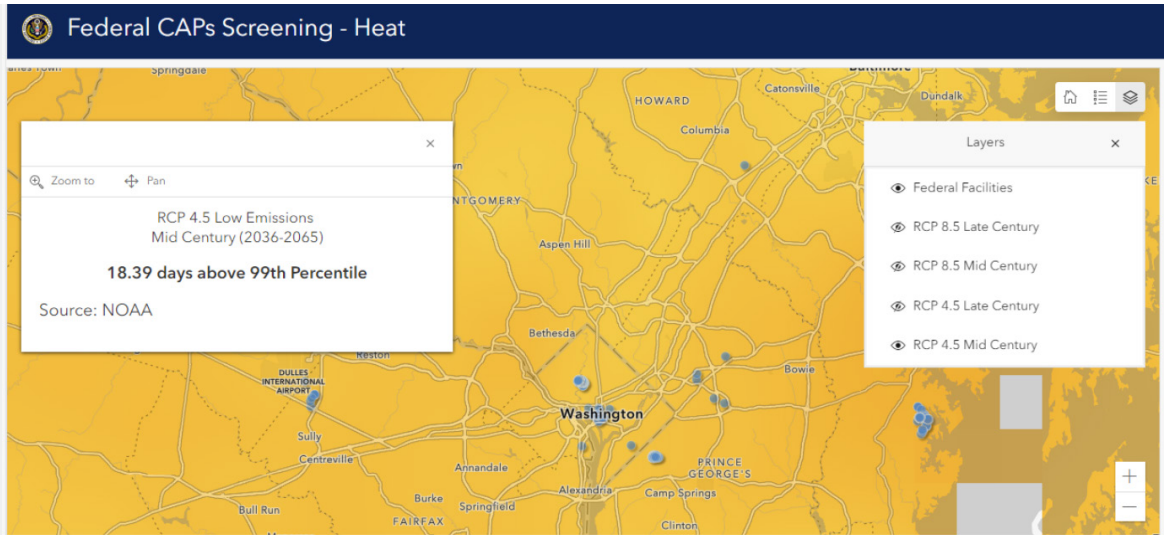 Federal CAPs Screening - Heat
Springdale
Baltimore
Catonsville
Dundalk
HOWARD
Columbia
Zoom to
Pan
RCP 4.5 Low Emissions
Mid Century (2036-2065)
18.39 days above 99th Percentile
Source: NOAA
Layers
Federal Facilities
RCP 8.5 Late Century
RCP 8.5 Mid Century
RCP 4.5 Late Century
RCP 4.5 Mid Century
NTGOMERY
Aspen Hill
Bethesda
Reston
Bowie
DULLES
INTERNATIONAL
AIRPORT
Washington
Sully
Centreville
Annandale
PRINCE
GEORGE'S
Alexandria
Camp Springs
Burke
Springfield
Bull Run
FAIRFAX
Clinton